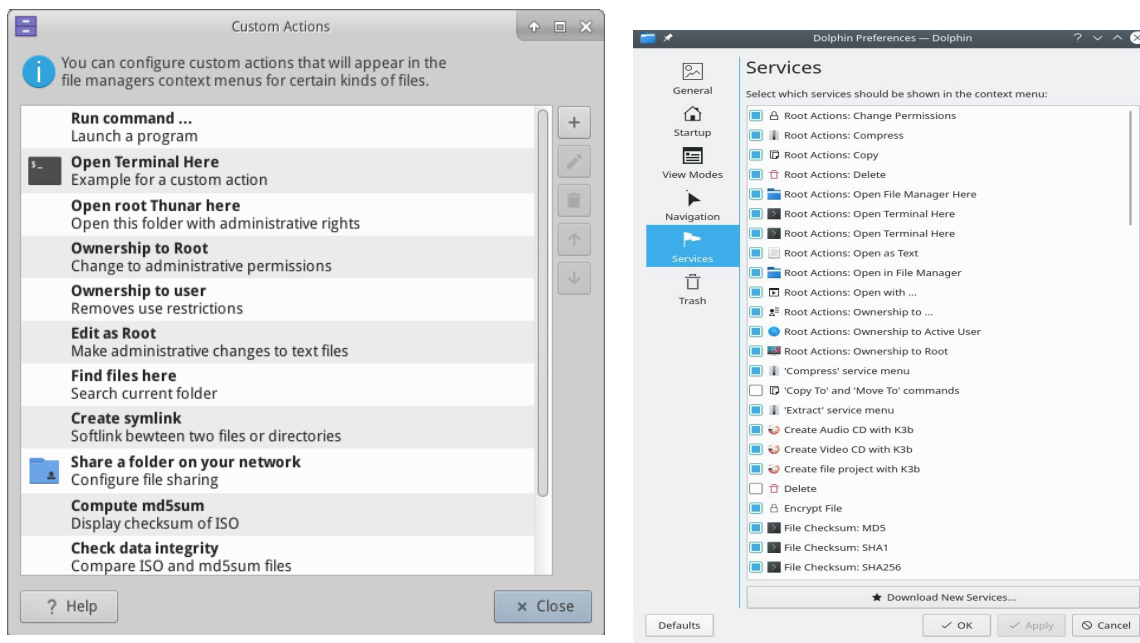 Custom Actions
You can configure custom actions that will appear in the
file managers context menus for certain kinds of files.
Run command ...
Launch a program
Open Terminal Here
Example for a custom action
Open root Thunar here
Open this folder with administrative rights
Ownership to Root
Change to administrative permissions
Ownership to user
Removes use restrictions
Edit as Root
Make administrative changes to text files
Find files here
Search current folder
Create symlink
Softlink bewteen two files or directories
Share a folder on your network
Configure file sharing
Compute md5sum
Display checksum of ISO
Check data integrity
Compare ISO and md5sum files
? Help
× Close
Dolphin Preferences — Dolphin
General
Startup
View Modes
Navigation
Services
Trash
Services
Select which services should be shown in the context menu:
Root Actions: Change Permissions
Root Actions: Compress
Root Actions: Copy
Root Actions: Delete
Root Actions: Open File Manager Here
Root Actions: Open Terminal Here
Root Actions: Open Terminal Here
Root Actions: Open as Text
Root Actions: Open in File Manager
Root Actions: Open with ...
Root Actions: Ownership to ...
Root Actions: Ownership to Active User
Root Actions: Ownership to Root
'Compress' service menu
'Copy To' and 'Move To' commands
'Extract' service menu
Create Audio CD with K3b
Create Video CD with K3b
Create file project with K3b
Delete
Encrypt File
File Checksum: MD5
File Checksum: SHA1
File Checksum: SHA256
Download New Services...
Defaults
OK
Apply
Cancel